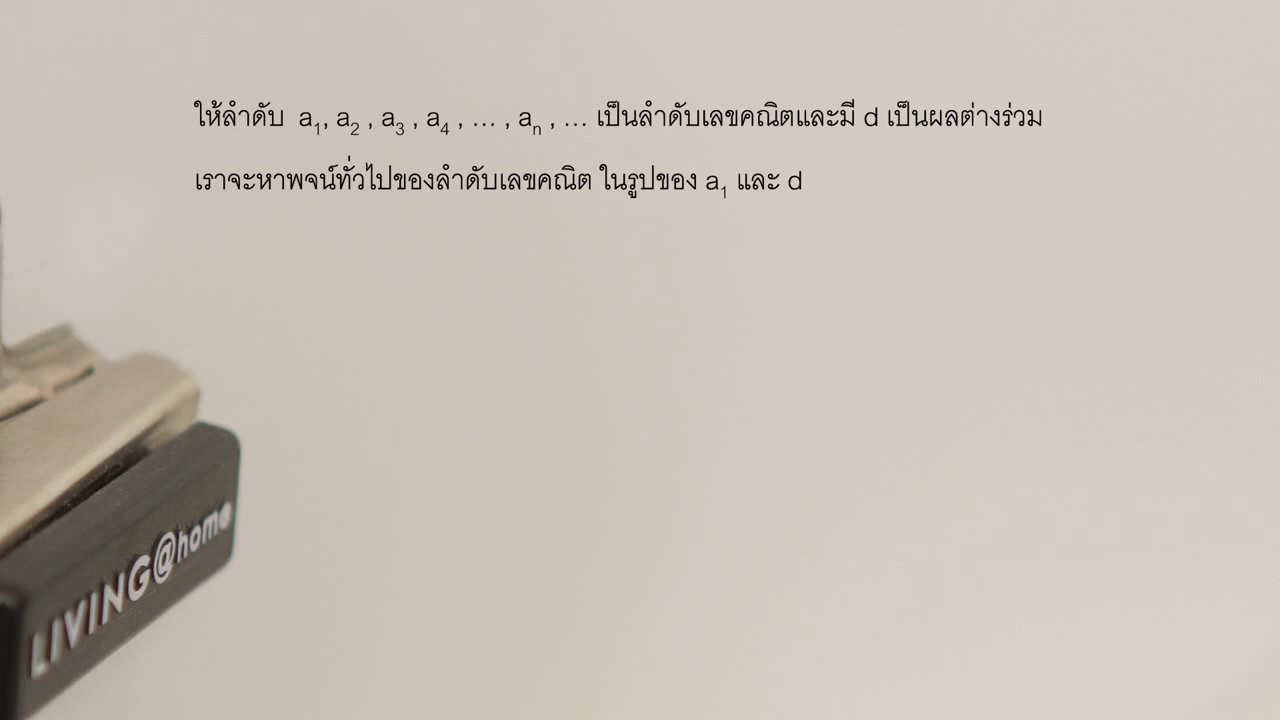 ให้ลำดับ a₁, a₂ , a₃ , a₄ , … , aₙ , … เป็นลำดับเลขคณิตและมี d เป็นผลต่างร่วม
เราจะหาพจน์ทั่วไปของลำดับเลขคณิต ในรูปของ a₁ และ d
LIVING@home